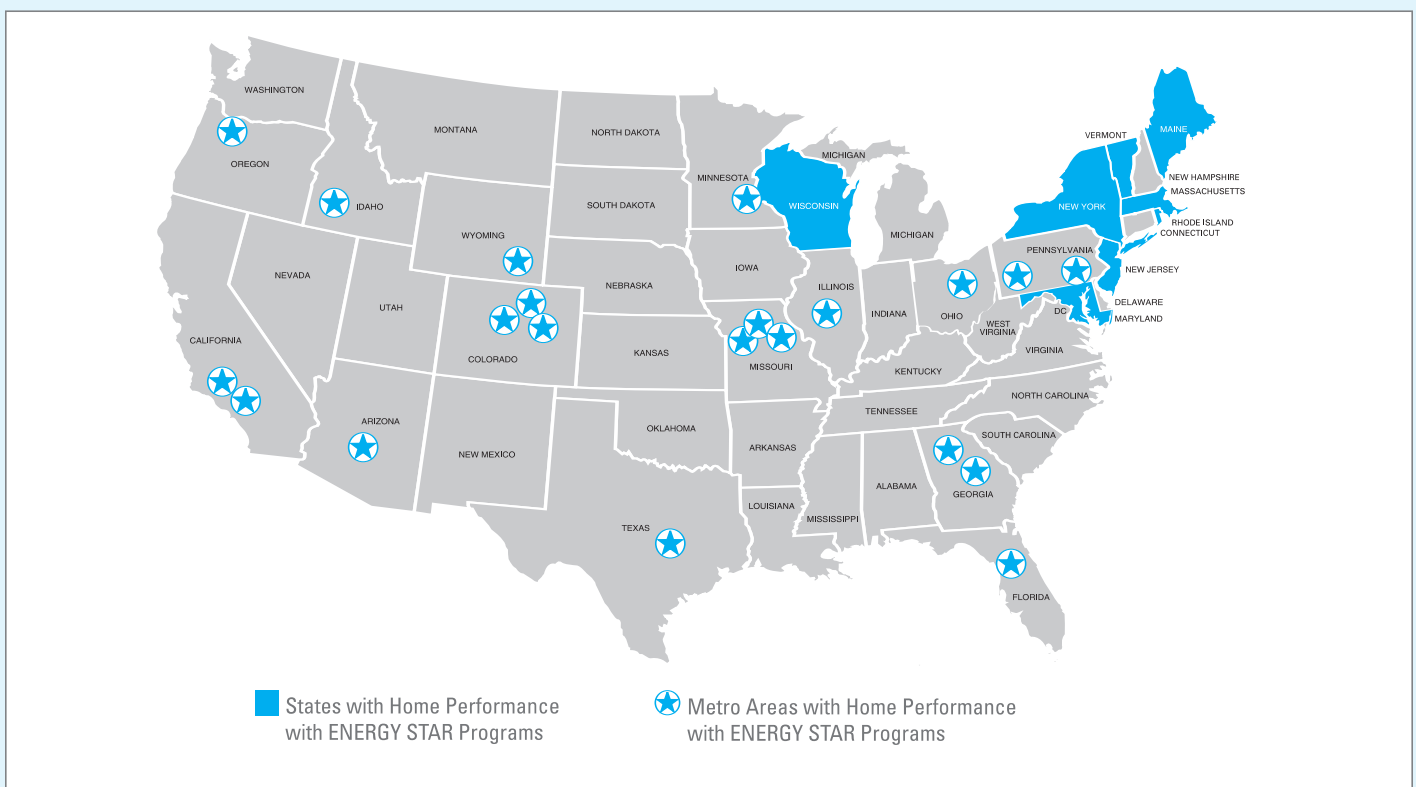 WASHINGTON
MONTANA
NORTH DAKOTA
MINNESOTA
MICHIGAN
VERMONT
MAINE
OREGON
IDAHO
WYOMING
SOUTH DAKOTA
WISCONSIN
MICHIGAN
NEW YORK
NEW HAMPSHIRE
MASSACHUSETTS
RHODE ISLAND
CONNECTICUT
NEVADA
UTAH
NEBRASKA
IOWA
ILLINOIS
INDIANA
OHIO
PENNSYLVANIA
NEW JERSEY
DELAWARE
MARYLAND
DC
WEST
VIRGINIA
VIRGINIA
CALIFORNIA
COLORADO
KANSAS
MISSOURI
KENTUCKY
NORTH CAROLINA
TENNESSEE
SOUTH CAROLINA
ARIZONA
NEW MEXICO
OKLAHOMA
ARKANSAS
LOUISIANA
MISSISSIPPI
ALABAMA
GEORGIA
TEXAS
FLORIDA
States with Home Performance
with ENERGY STAR Programs
Metro Areas with Home Performance
with ENERGY STAR Programs